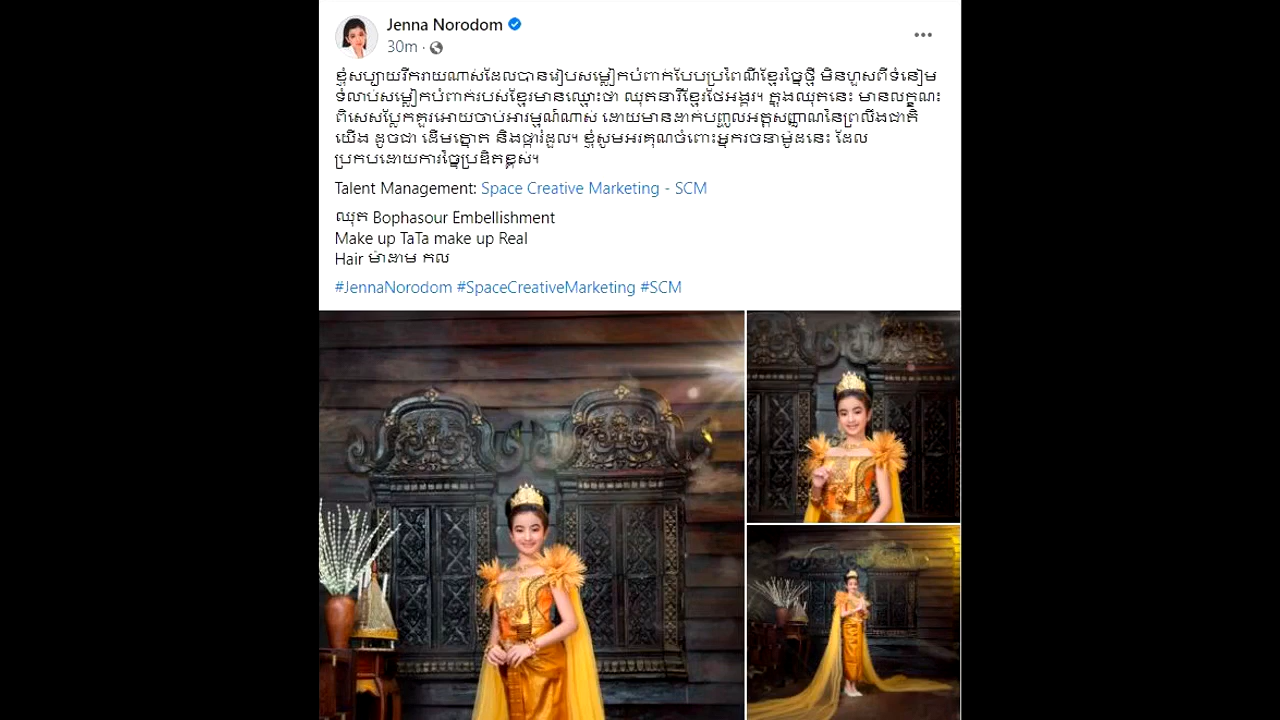 Jenna Norodom
30m ·
ខ្ញុំសប្បាយរីករាយណាស់ដែលបានរៀបសម្លៀកបំពាក់បែបប្រពៃណីខ្មែរច្នៃថ្មី មិនហួសពីទំនៀម
ទំលាប់សម្លៀកបំពាក់របស់ខ្មែរមានឈ្មោះថា ឈុតនារីខ្មែរថែអង្គរ។ ក្នុងឈុតនេះ មានលក្ខណះ
ពិសេសប្លែកគួរអោយចាប់អារម្មណ៍ណាស់ ដោយមានដាក់បញ្ចូលអត្តសញ្ញាណនៃព្រលឹងជាតិ
យើង ដូចជា ដើមត្នោត និងផ្ការំដួល។ ខ្ញុំសូមអរគុណចំពោះអ្នករចនាម៉ូដនេះ ដែល
ប្រកបដោយការច្នៃប្រឌិតខ្ពស់។
Talent Management: Space Creative Marketing - SCM
ឈុត Bophasour Embellishment
Make up TaTa make up Real
Hair ម៉ាដាម កល
#JennaNorodom #SpaceCreativeMarketing #SCM